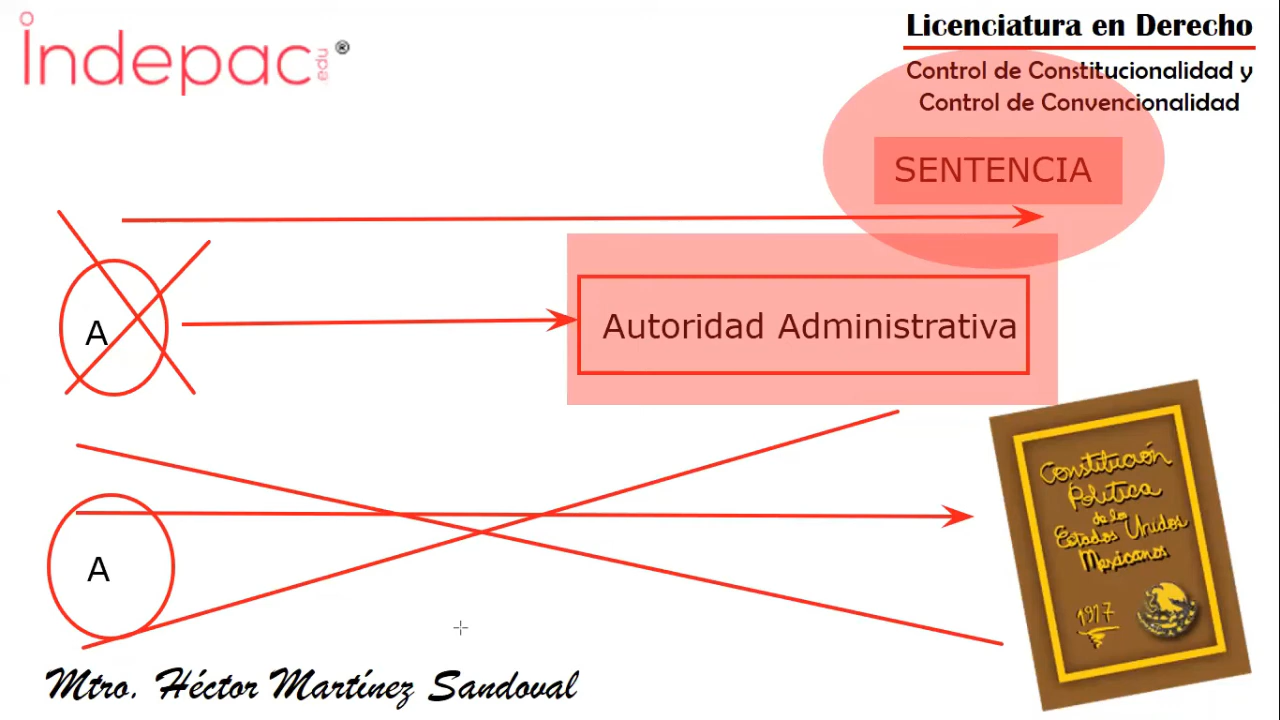 Indepac edu ®
Licenciatura en Derecho
Control de Constitucionalidad y
Control de Convencionalidad
SENTENCIA
A
Autoridad Administrativa
A
Constitución
Política
de los
Estados Unidos
Mexicanos
1917
Mtro. Héctor Martínez Sandoval